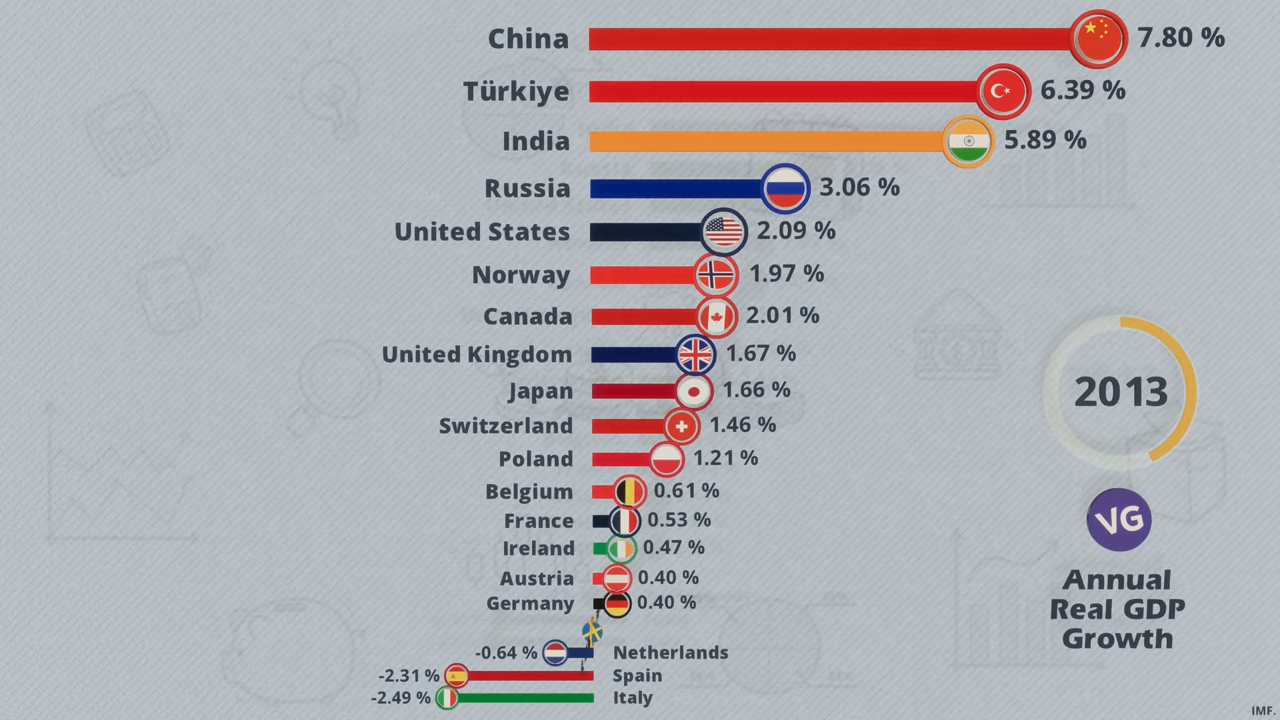 China 7.80 %
Türkiye 6.39 %
India 5.89 %
Russia 3.06 %
United States 2.09 %
Norway 1.97 %
Canada 2.01 %
United Kingdom 1.67 %
Japan 1.66 %
Switzerland 1.46 %
Poland 1.21 %
Belgium 0.61 %
France 0.53 %
Ireland 0.47 %
Austria 0.40 %
Germany 0.40 %
-0.64 % Netherlands
-2.31 % Spain
-2.49 % Italy
2013
VG
Annual
Real GDP
Growth
IMF.